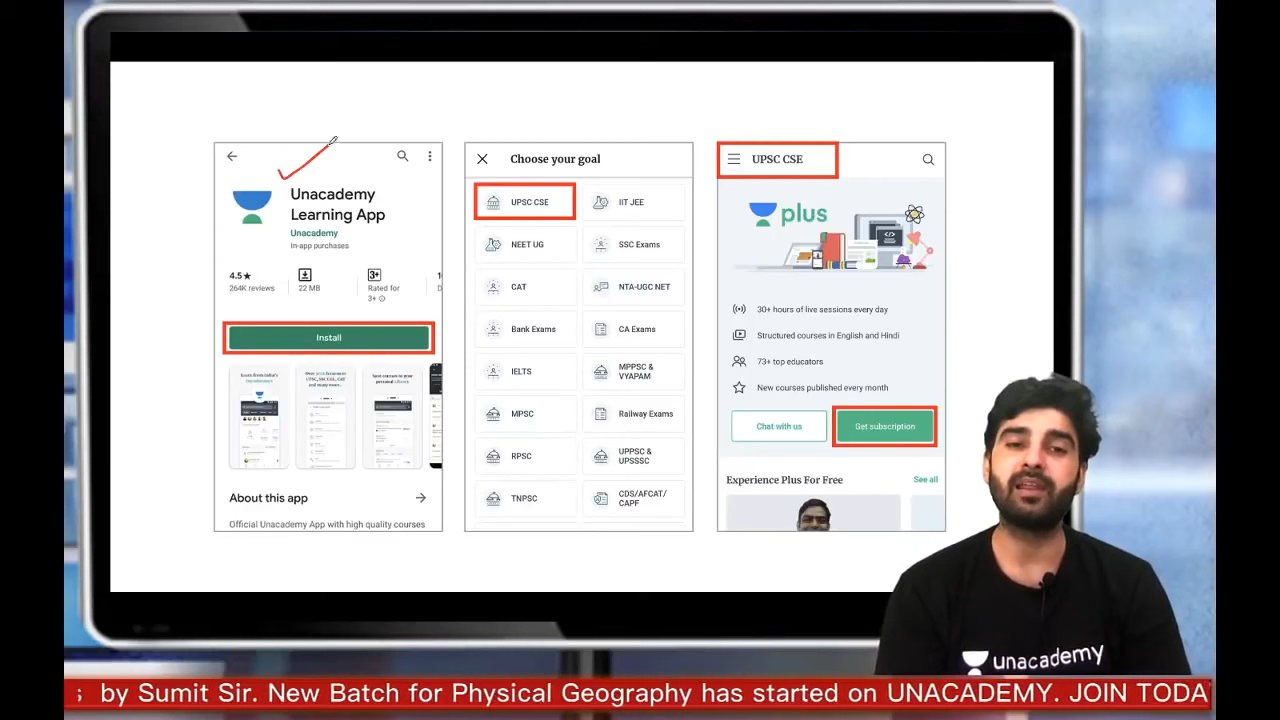 Unacademy
Learning App
Unacademy
In-app purchases
4.5★
264K reviews
22 MB
3+
Rated for
3+
Install
About this app
Official Unacademy App with high quality courses
Choose your goal
UPSC CSE
IIT JEE
NEET UG
SSC Exams
CAT
NTA-UGC NET
Bank Exams
CA Exams
IELTS
MPPSC &
VYAPAM
MPSC
Railway Exams
RPSC
UPPSC &
UPSSSC
TNPSC
CDS/AFCAT/
CAPF
UPSC CSE
plus
30+ hours of live sessions every day
Structured courses in English and Hindi
73+ top educators
New courses published every month
Chat with us
Get subscription
Experience Plus For Free
See all
unacademy
s by Sumit Sir. New Batch for Physical Geography has started on UNACADEMY. JOIN TODA